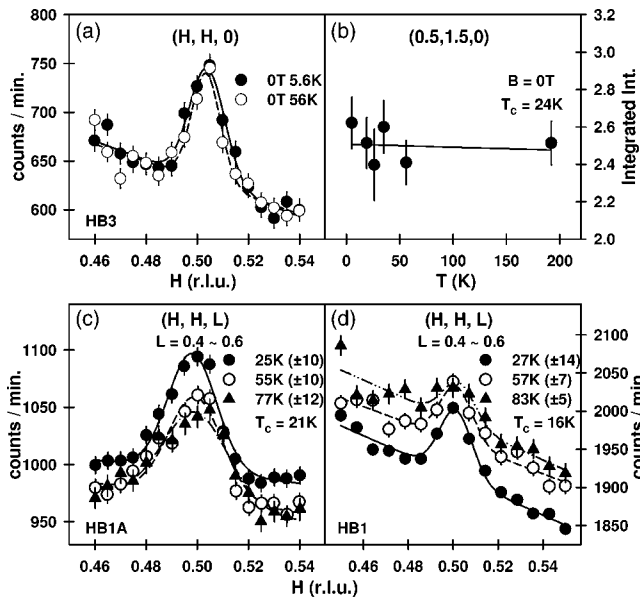 (a)
(H, H, 0)
0T 5.6K
0T 56K
HB3
800
750
700
650
600
counts / min.
0.46 0.48 0.50 0.52 0.54
H (r.l.u.)
(b)
(0.5,1.5,0)
B = 0T
Tc = 24K
3.2
3.0
2.8
2.6
2.4
2.2
2.0
Integrated Int.
0 50 100 150 200
T (K)
(c)
(H, H, L)
L = 0.4 ~ 0.6
25K (±10)
55K (±10)
77K (±12)
Tc = 21K
HB1A
1100
1050
1000
950
counts / min.
0.46 0.48 0.50 0.52 0.54
(d)
(H, H, L)
L = 0.4 ~ 0.6
27K (±14)
57K (±7)
83K (±5)
Tc = 16K
HB1
2100
2050
2000
1950
1900
1850
counts / min.
0.46 0.48 0.50 0.52 0.54
H (r.l.u.)